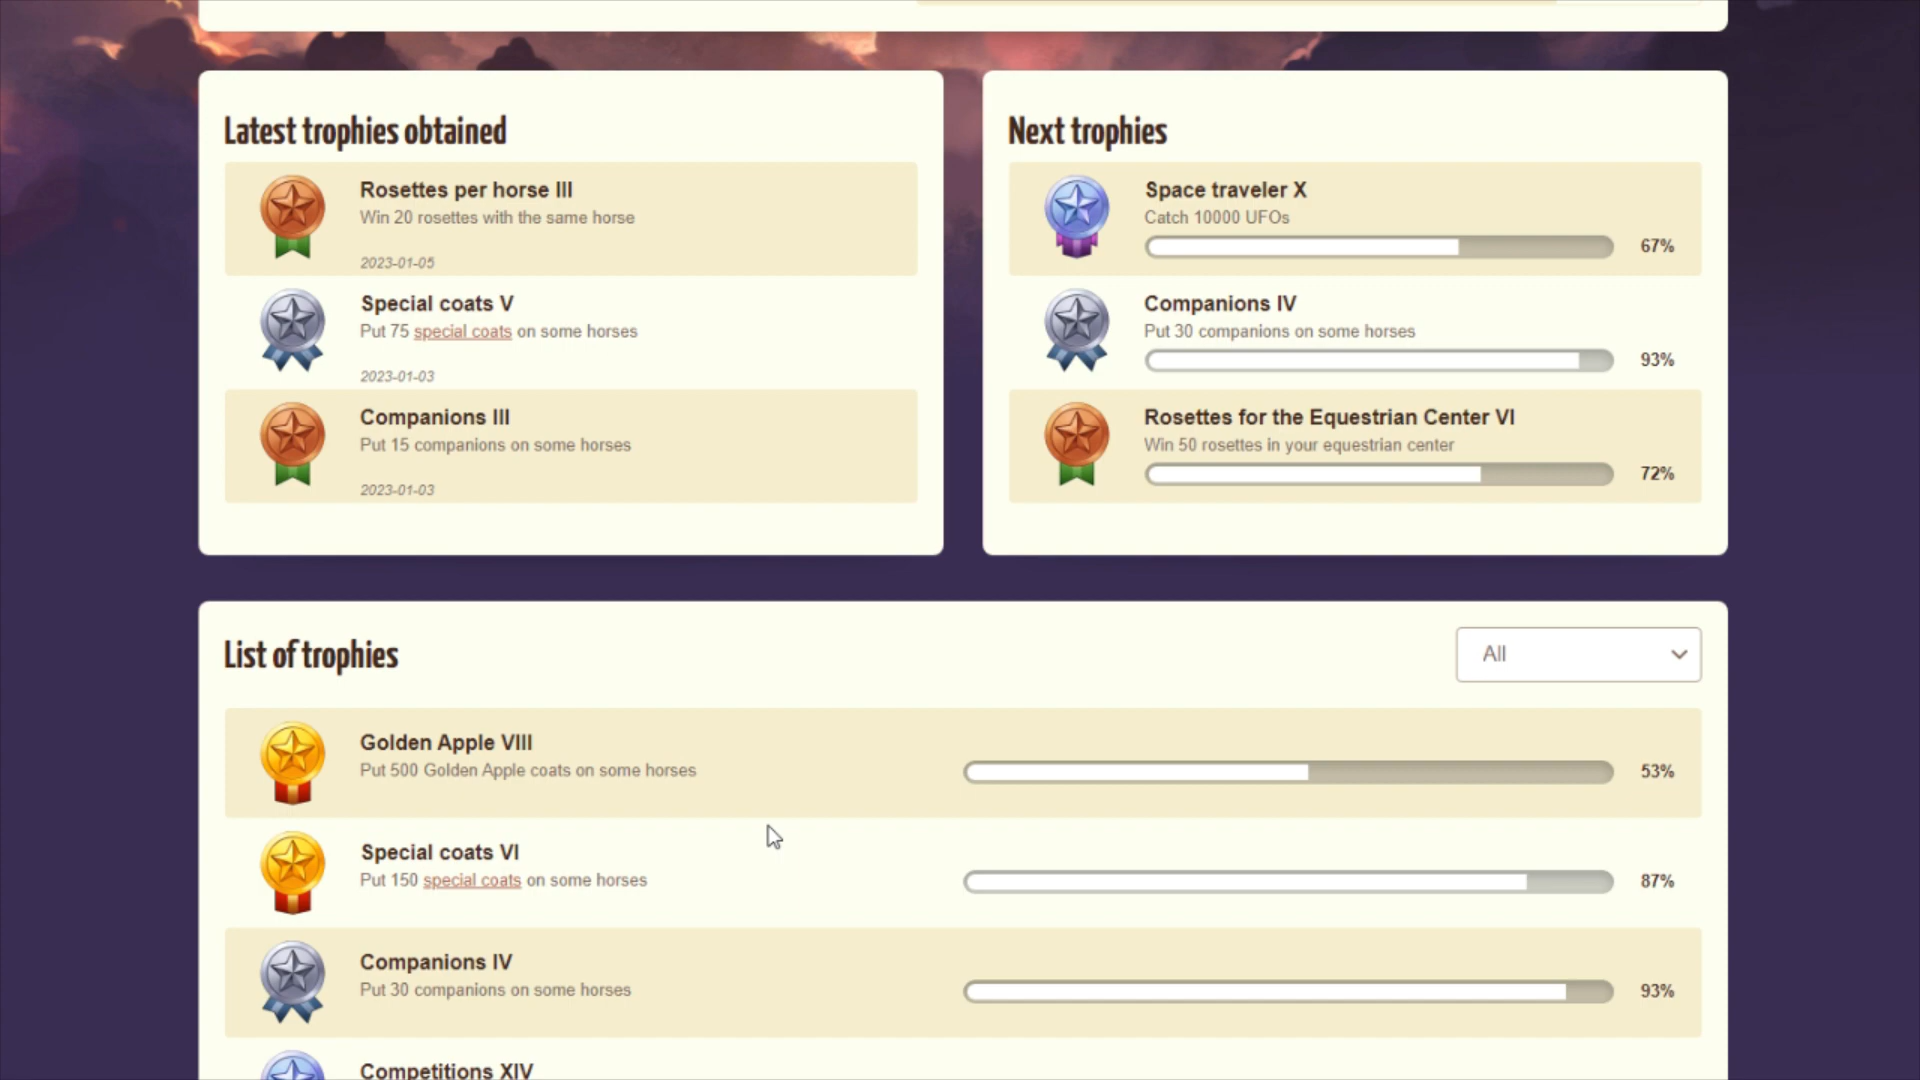 Latest trophies obtained
Rosettes per horse III
Win 20 rosettes with the same horse
2023-01-05
Special coats V
Put 75 special coats on some horses
2023-01-03
Companions III
Put 15 companions on some horses
2023-01-03
Next trophies
Space traveler X
Catch 10000 UFOs
67%
Companions IV
Put 30 companions on some horses
93%
Rosettes for the Equestrian Center VI
Win 50 rosettes in your equestrian center
72%
List of trophies
All
Golden Apple VIII
Put 500 Golden Apple coats on some horses
53%
Special coats VI
Put 150 special coats on some horses
87%
Companions IV
Put 30 companions on some horses
93%
Competitions XIV